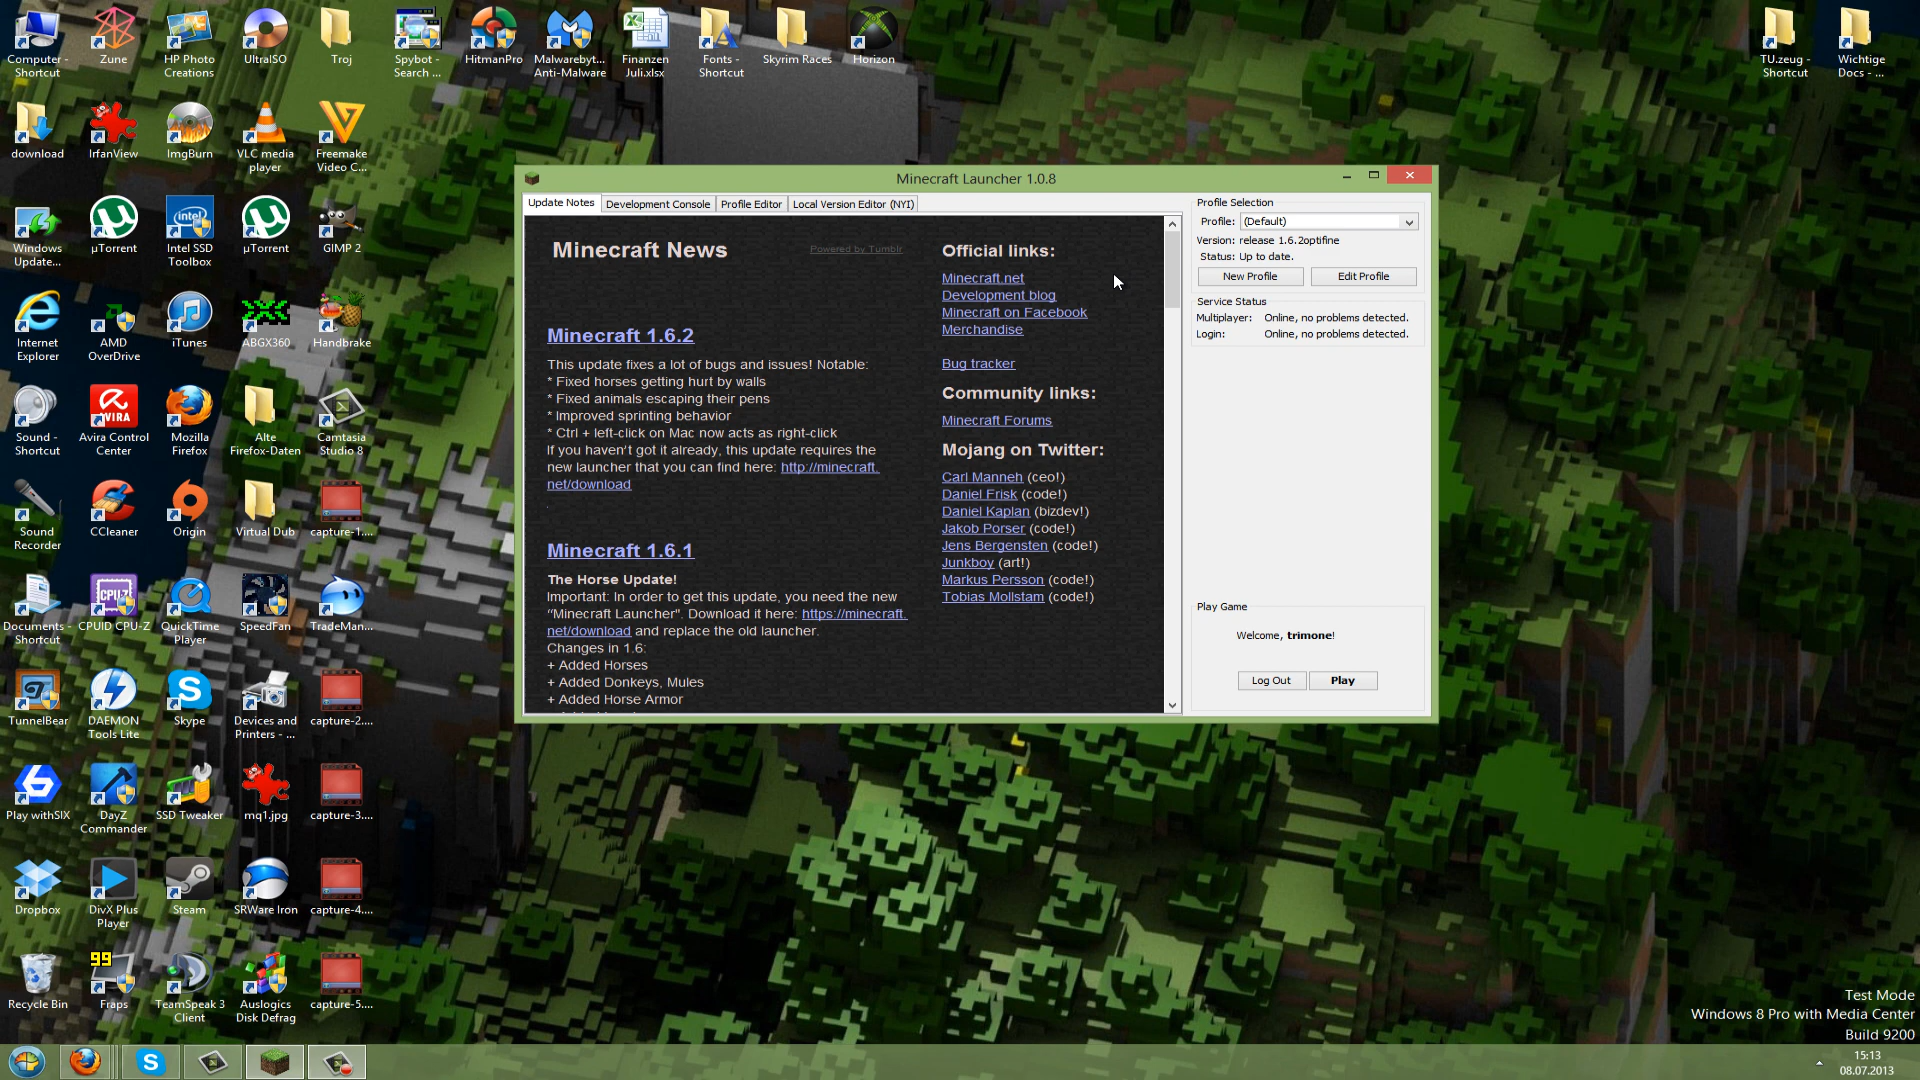 Computer - Shortcut
Zune
HP Photo Creations
UltraISO
Troj
Spybot - Search ...
HitmanPro
Malwarebyt... Anti-Malware
Finanzen Juli.xlsx
Fonts - Shortcut
Skyrim Races
Horizon
TU.zeug - Shortcut
Wichtige Docs - ...
download
IrfanView
ImgBurn
VLC media player
Freemake Video C...
Windows Update...
µTorrent
Intel SSD Toolbox
µTorrent
GIMP 2
Internet Explorer
AMD OverDrive
iTunes
ABGX360
Handbrake
Sound - Shortcut
Avira Control Center
Mozilla Firefox
Alte Firefox-Daten
Camtasia Studio 8
Sound Recorder
CCleaner
Origin
Virtual Dub
capture-1....
Documents - Shortcut
CPUID CPU-Z
QuickTime Player
SpeedFan
TradeMan...
TunnelBear
DAEMON Tools Lite
Skype
Devices and Printers - ...
capture-2....
Play withSIX
DayZ Commander
SSD Tweaker
mq1.jpg
capture-3....
Dropbox
DivX Plus Player
Steam
SRWare Iron
capture-4....
Recycle Bin
99
Fraps
TeamSpeak 3 Client
Auslogics Disk Defrag
capture-5....
Minecraft Launcher 1.0.8
Update Notes
Development Console
Profile Editor
Local Version Editor (NYI)
Minecraft News
Powered by Tumblr
Minecraft 1.6.2
This update fixes a lot of bugs and issues! Notable:
* Fixed horses getting hurt by walls
* Fixed animals escaping their pens
* Improved sprinting behavior
* Ctrl + left-click on Mac now acts as right-click
If you haven't got it already, this update requires the
new launcher that you can find here: http://minecraft.
net/download
Minecraft 1.6.1
The Horse Update!
Important: In order to get this update, you need the new
"Minecraft Launcher". Download it here: https://minecraft.
net/download and replace the old launcher.
Changes in 1.6:
+ Added Horses
+ Added Donkeys, Mules
+ Added Horse Armor
Official links:
Minecraft.net
Development blog
Minecraft on Facebook
Merchandise
Bug tracker
Community links:
Minecraft Forums
Mojang on Twitter:
Carl Manneh (ceo!)
Daniel Frisk (code!)
Daniel Kaplan (bizdev!)
Jakob Porser (code!)
Jens Bergensten (code!)
Junkboy (art!)
Markus Persson (code!)
Tobias Mollstam (code!)
Profile Selection
Profile: (Default)
Version: release 1.6.2optifine
Status: Up to date.
New Profile
Edit Profile
Service Status
Multiplayer: Online, no problems detected.
Login: Online, no problems detected.
Play Game
Welcome, trimone!
Log Out
Play
Test Mode
Windows 8 Pro with Media Center
Build 9200
15:13
08.07.2013